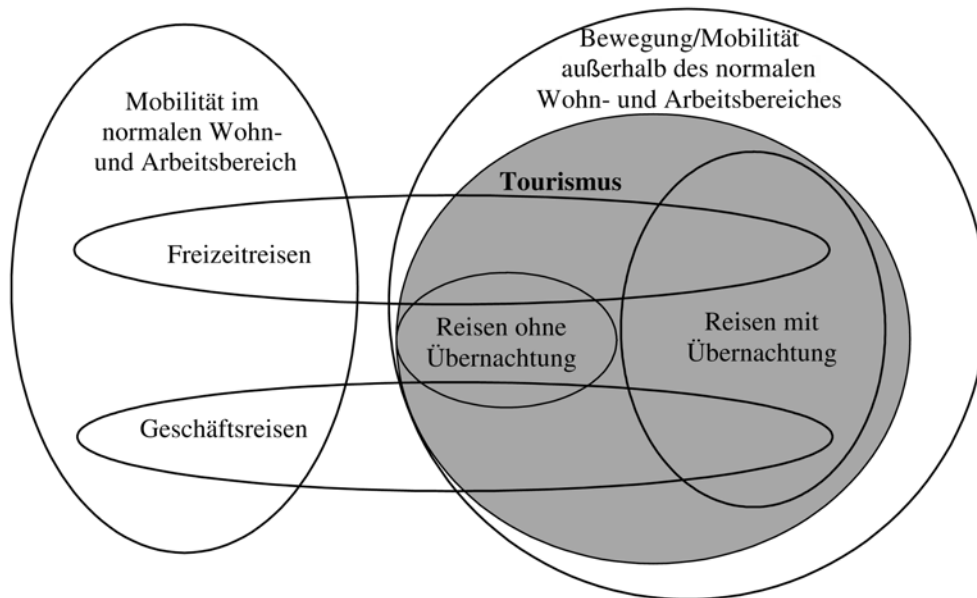 Bewegung/Mobilität
außerhalb des normalen
Wohn- und Arbeitsbereiches
Mobilität im
normalen Wohn-
und Arbeitsbereich
Tourismus
Freizeitreisen
Reisen ohne
Übernachtung
Reisen mit
Übernachtung
Geschäftsreisen